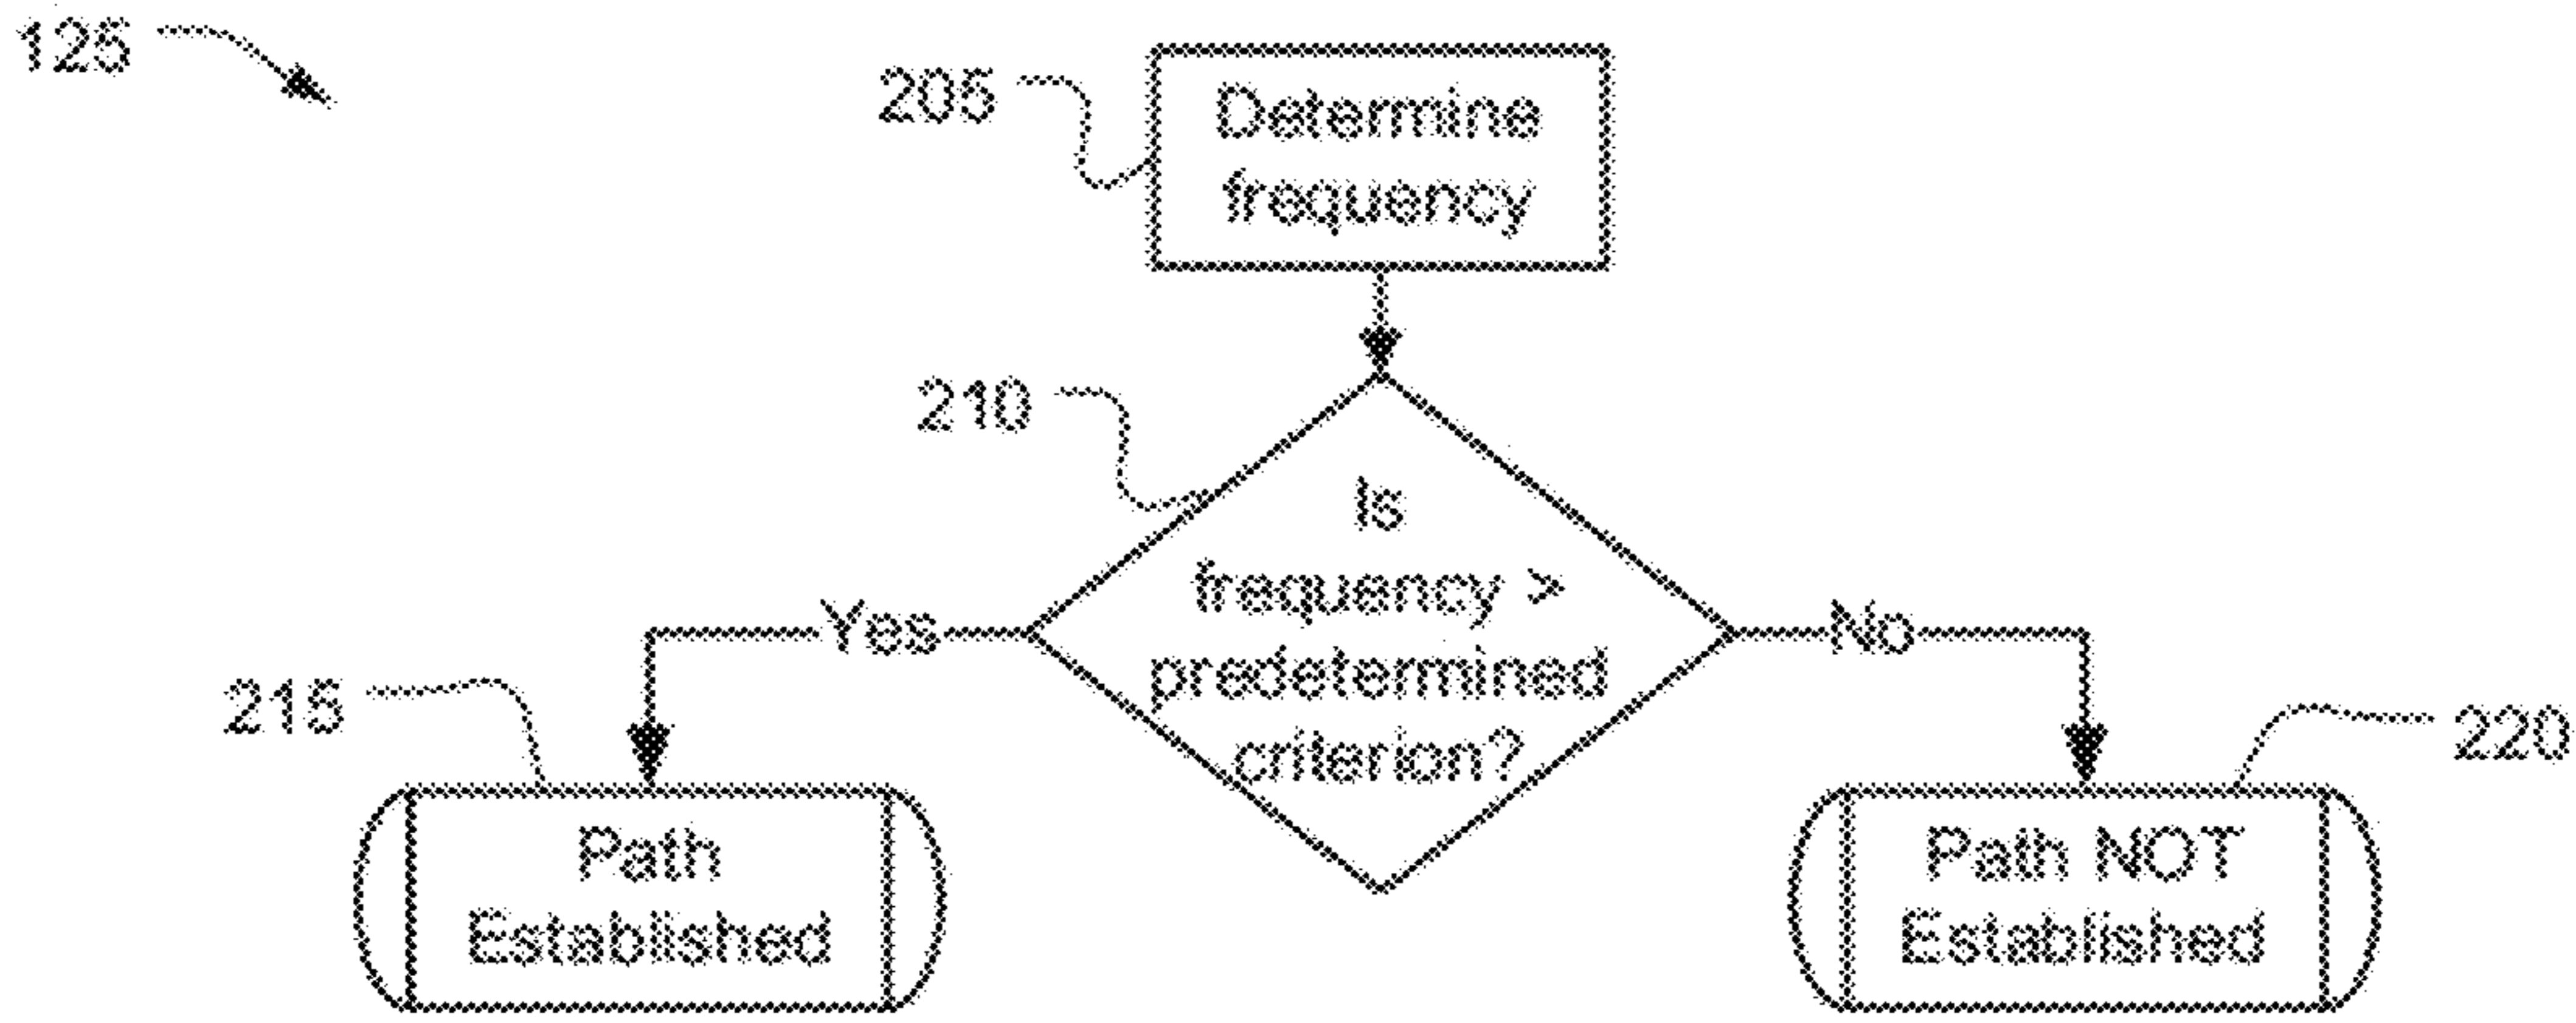 125
205
Determine
frequency
210
Is
frequency >
predetermined
criterion?
Yes
No
215
220
Path
Established
Path NOT
Established